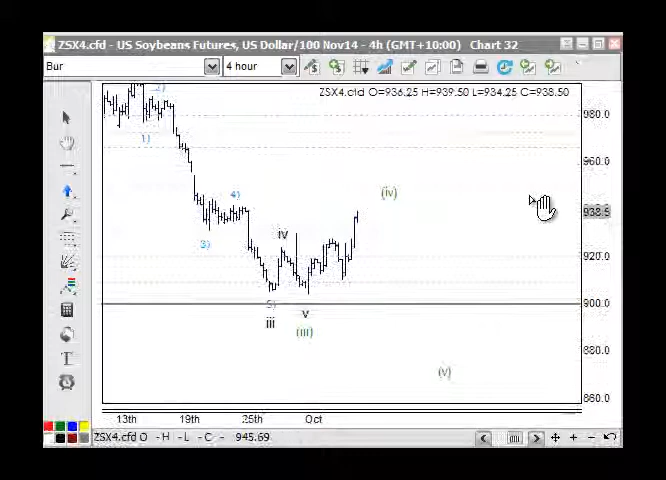 ZSX4.cfd - US Soybeans Futures, US Dollar/100 Nov14 - 4h (GMT+10:00) Chart 32
Bur 4 hour
ZSX4.cfd O=936.25 H=939.50 L=934.25 C=938.50
2)
980.0
1)
960.0
4)
(iv)
938.5
iv
3)
920.0
5)
900.0
iii
v
(iii)
880.0
(v)
860.0
13th 19th 25th Oct
ZSX4.cfd O - H - L - C - 945.69